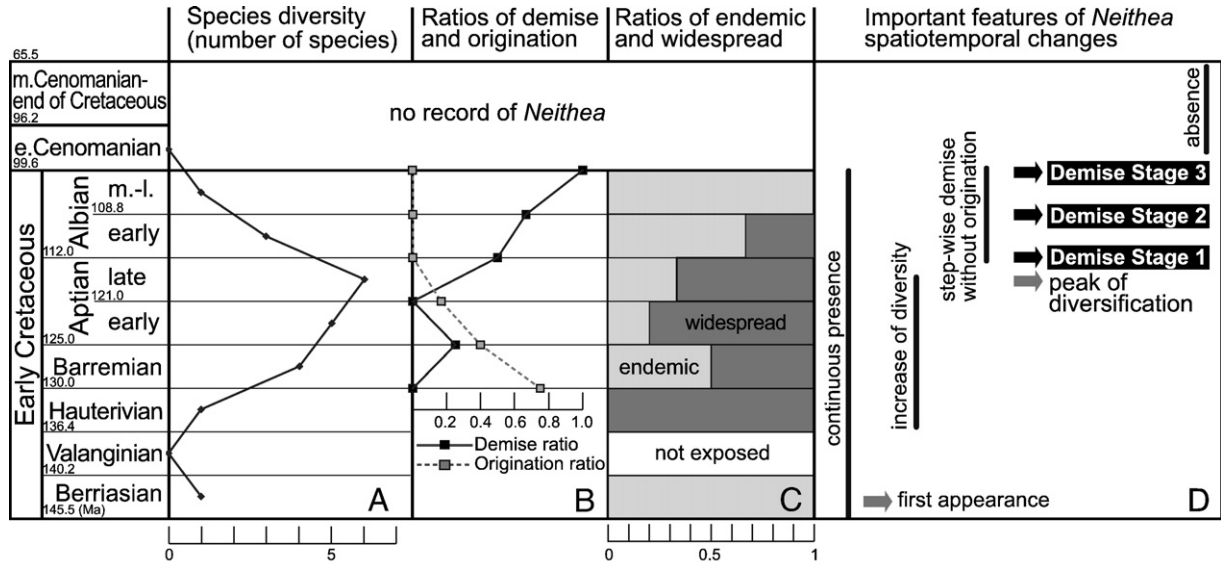 Species diversity
(number of species)
Ratios of demise
and origination
Ratios of endemic
and widespread
Important features of Neithea
spatiotemporal changes
65.5
m.Cenomanian-
end of Cretaceous
96.2
no record of Neithea
absence
e.Cenomanian
99.6
Early Cretaceous
Albian
m.-l.
108.8
early
112.0
Aptian
late
121.0
early
125.0
Barremian
130.0
Hauterivian
136.4
Valanginian
140.2
Berriasian
145.5 (Ma)
A
0
5
0.2 0.4 0.6 0.8 1.0
Demise ratio
Origination ratio
B
widespread
endemic
not exposed
C
0
0.5
1
continuous presence
increase of diversity
step-wise demise
without origination
Demise Stage 3
Demise Stage 2
Demise Stage 1
peak of
diversification
first appearance
D